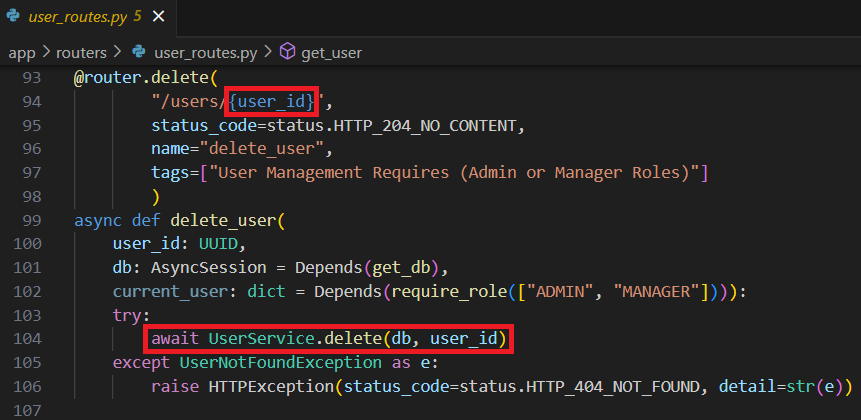 user_routes.py 5 ×
app > routers > user_routes.py > get_user
93 @router.delete(
94 "/users/{user_id}",
95 status_code=status.HTTP_204_NO_CONTENT,
96 name="delete_user",
97 tags=["User Management Requires (Admin or Manager Roles)"]
98 )
99 async def delete_user(
100 user_id: UUID,
101 db: AsyncSession = Depends(get_db),
102 current_user: dict = Depends(require_role(["ADMIN", "MANAGER"]))):
103 try:
104 await UserService.delete(db, user_id)
105 except UserNotFoundException as e:
106 raise HTTPException(status_code=status.HTTP_404_NOT_FOUND, detail=str(e))
107